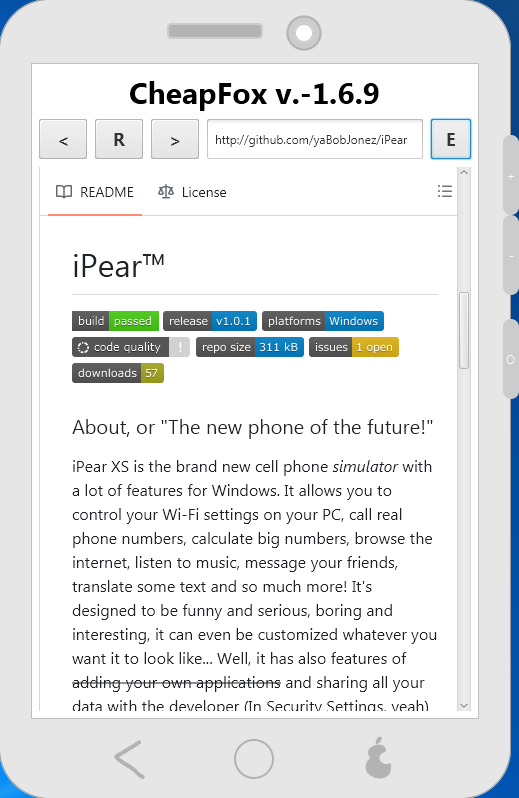 CheapFox v.-1.6.9
< R > http://github.com/yaBobJonez/iPear E
README License
iPear™
build passed release v1.0.1 platforms Windows
code quality ! repo size 311 kB issues 1 open
downloads 57
About, or "The new phone of the future!"
iPear XS is the brand new cell phone simulator with
a lot of features for Windows. It allows you to
control your Wi-Fi settings on your PC, call real
phone numbers, calculate big numbers, browse the
internet, listen to music, message your friends,
translate some text and so much more! It's
designed to be funny and serious, boring and
interesting, it can even be customized whatever you
want it to look like... Well, it has also features of
adding your own applications and sharing all your
data with the developer (In Security Settings, yeah)
+
-
O